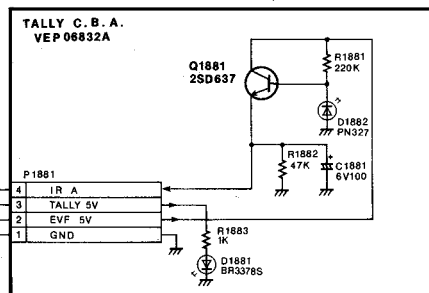 TALLY C.B.A.
VEP 06832A
Q1881
2SD637
R1881
220K
D1882
PN327
R1882
47K
C1881
6V100
P1881
4 IR A
3 TALLY 5V
2 EVF 5V
1 GND
R1883
1K
D1881
BR3378S